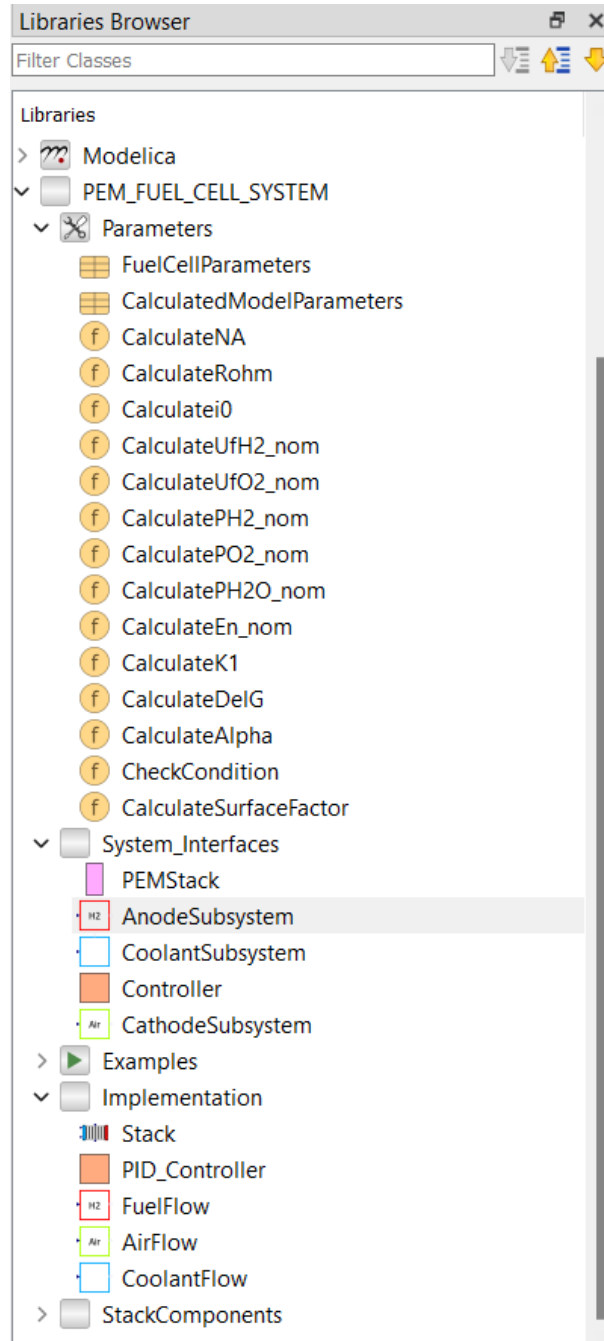 Libraries Browser
Filter Classes
Libraries
Modelica
PEM_FUEL_CELL_SYSTEM
Parameters
FuelCellParameters
CalculatedModelParameters
f CalculateNA
f CalculateRohm
f Calculatei0
f CalculateUfH2_nom
f CalculateUfO2_nom
f CalculatePH2_nom
f CalculatePO2_nom
f CalculatePH2O_nom
f CalculateEn_nom
f CalculateK1
f CalculateDelG
f CalculateAlpha
f CheckCondition
f CalculateSurfaceFactor
System_Interfaces
PEMStack
H2 AnodeSubsystem
CoolantSubsystem
Controller
Air CathodeSubsystem
Examples
Implementation
Stack
PID_Controller
H2 FuelFlow
Air AirFlow
CoolantFlow
StackComponents